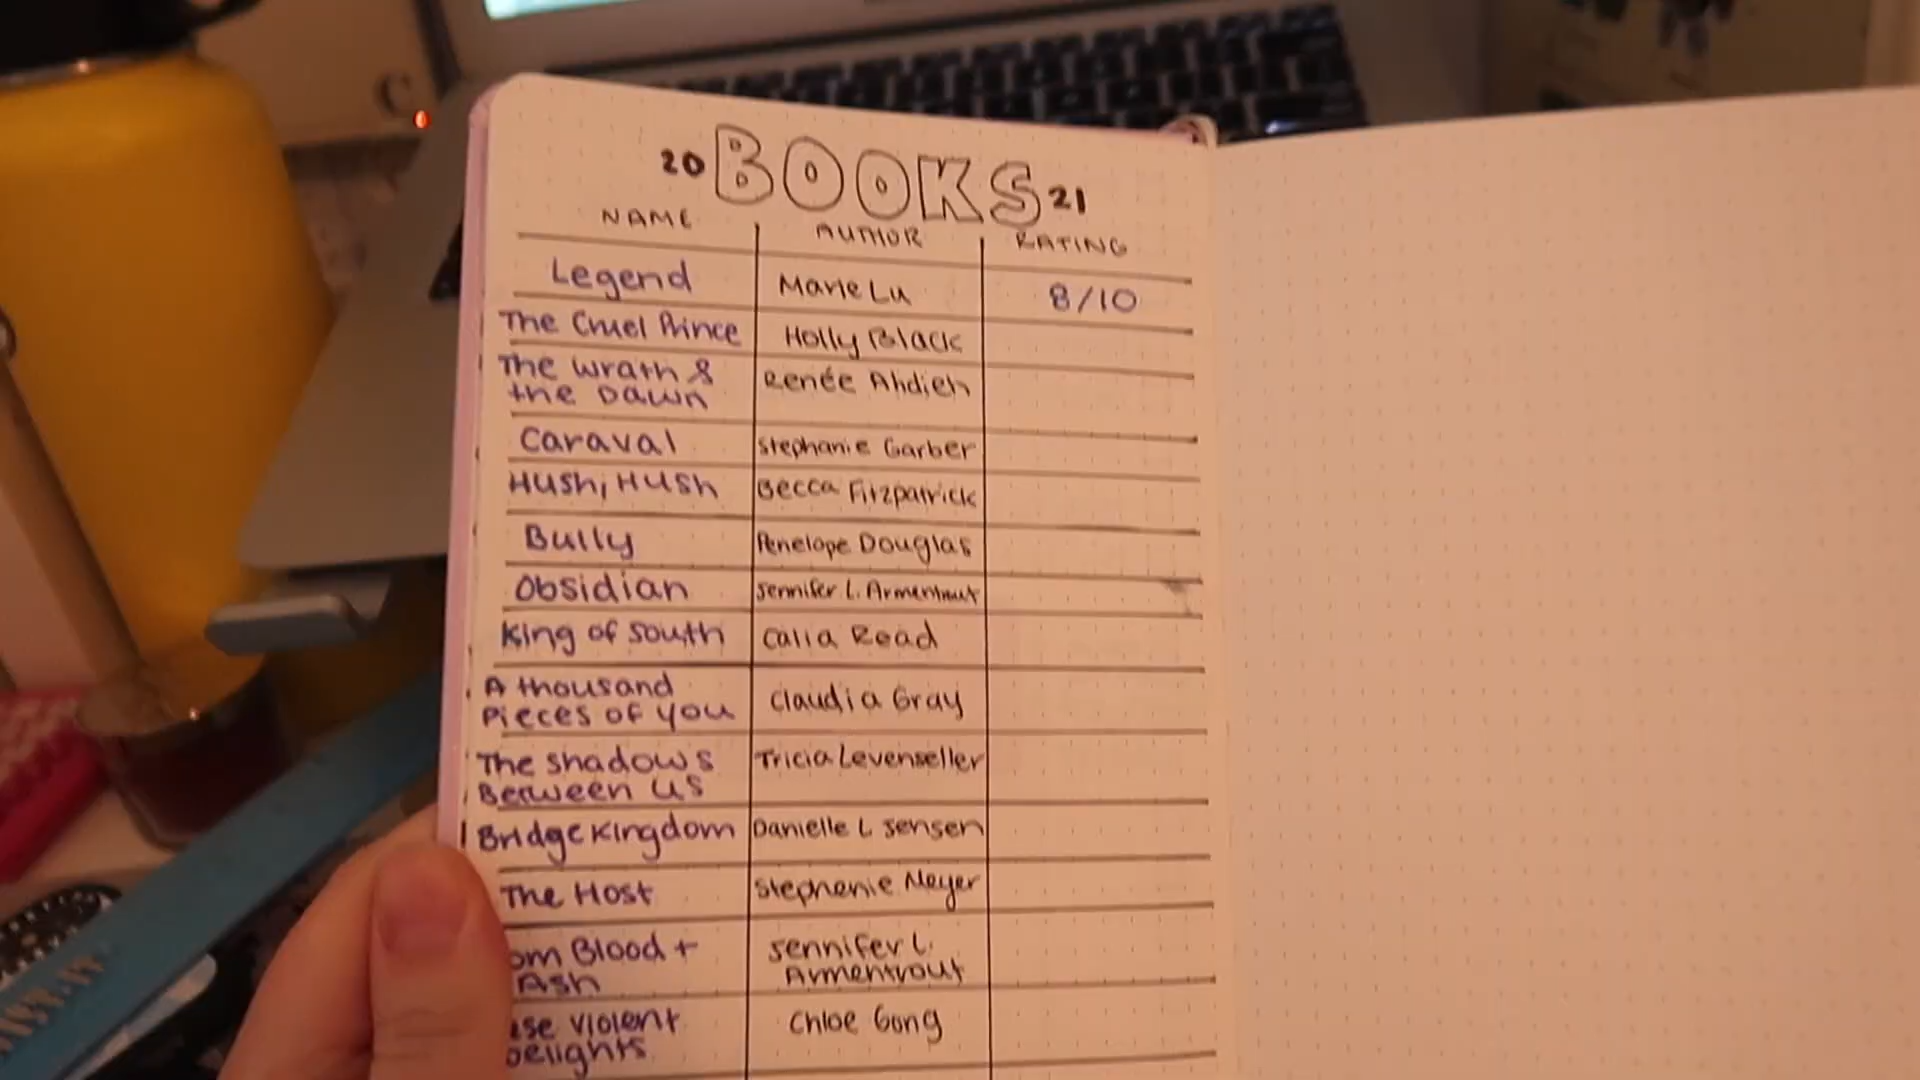 20 BOOKS 21
NAME AUTHOR RATING
Legend Marie Lu 8/10
The Cruel Prince Holly Black
The Wrath & Renée Ahdieh
the Dawn
Caraval Stephanie Garber
Hush, Hush Becca Fitzpatrick
Bully Penelope Douglas
Obsidian Jennifer L. Armentrout
King of South Calia Read
A thousand Claudia Gray
Pieces of you
The shadows Tricia Levenseller
Between us
Bridge Kingdom Danielle L Jensen
The Host Stephenie Meyer
om Blood + Jennifer L.
Ash Armentrout
ese violent Chloe Gong
Delights